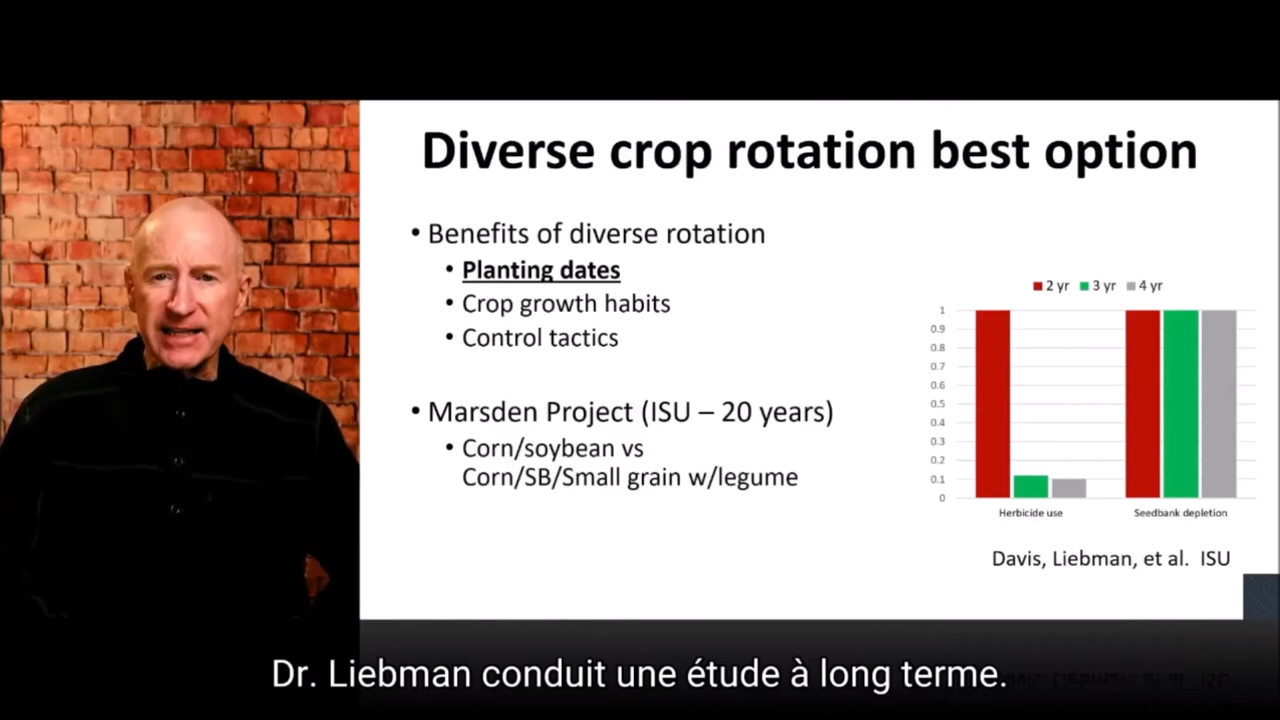 Diverse crop rotation best option
• Benefits of diverse rotation
• Planting dates
• Crop growth habits
• Control tactics
• Marsden Project (ISU – 20 years)
• Corn/soybean vs
Corn/SB/Small grain w/legume
2 yr 3 yr 4 yr
1
0.9
0.8
0.7
0.6
0.5
0.4
0.3
0.2
0.1
0
Herbicide use Seedbank depletion
Davis, Liebman, et al. ISU
Dr. Liebman conduit une étude à long terme.